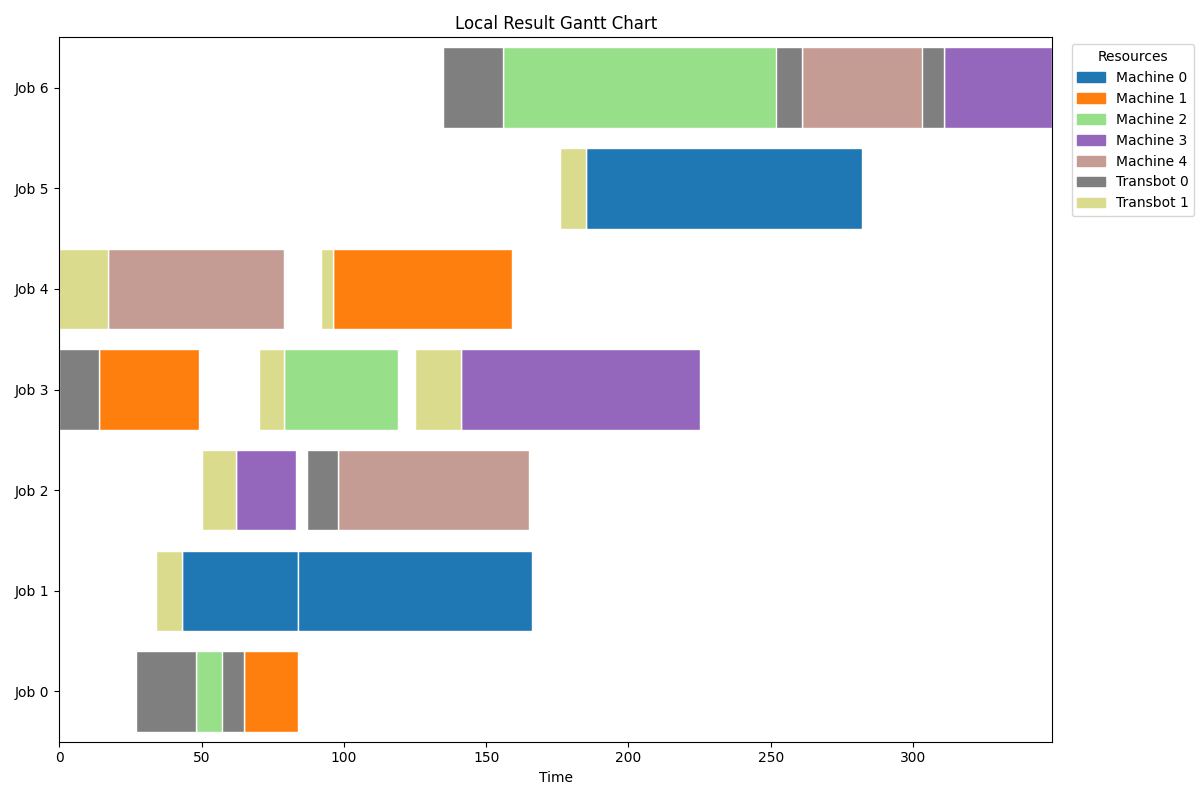 Local Result Gantt Chart
Resources
Machine 0
Machine 1
Machine 2
Machine 3
Machine 4
Transbot 0
Transbot 1
Job 6
Job 5
Job 4
Job 3
Job 2
Job 1
Job 0
0 50 100 150 200 250 300
Time